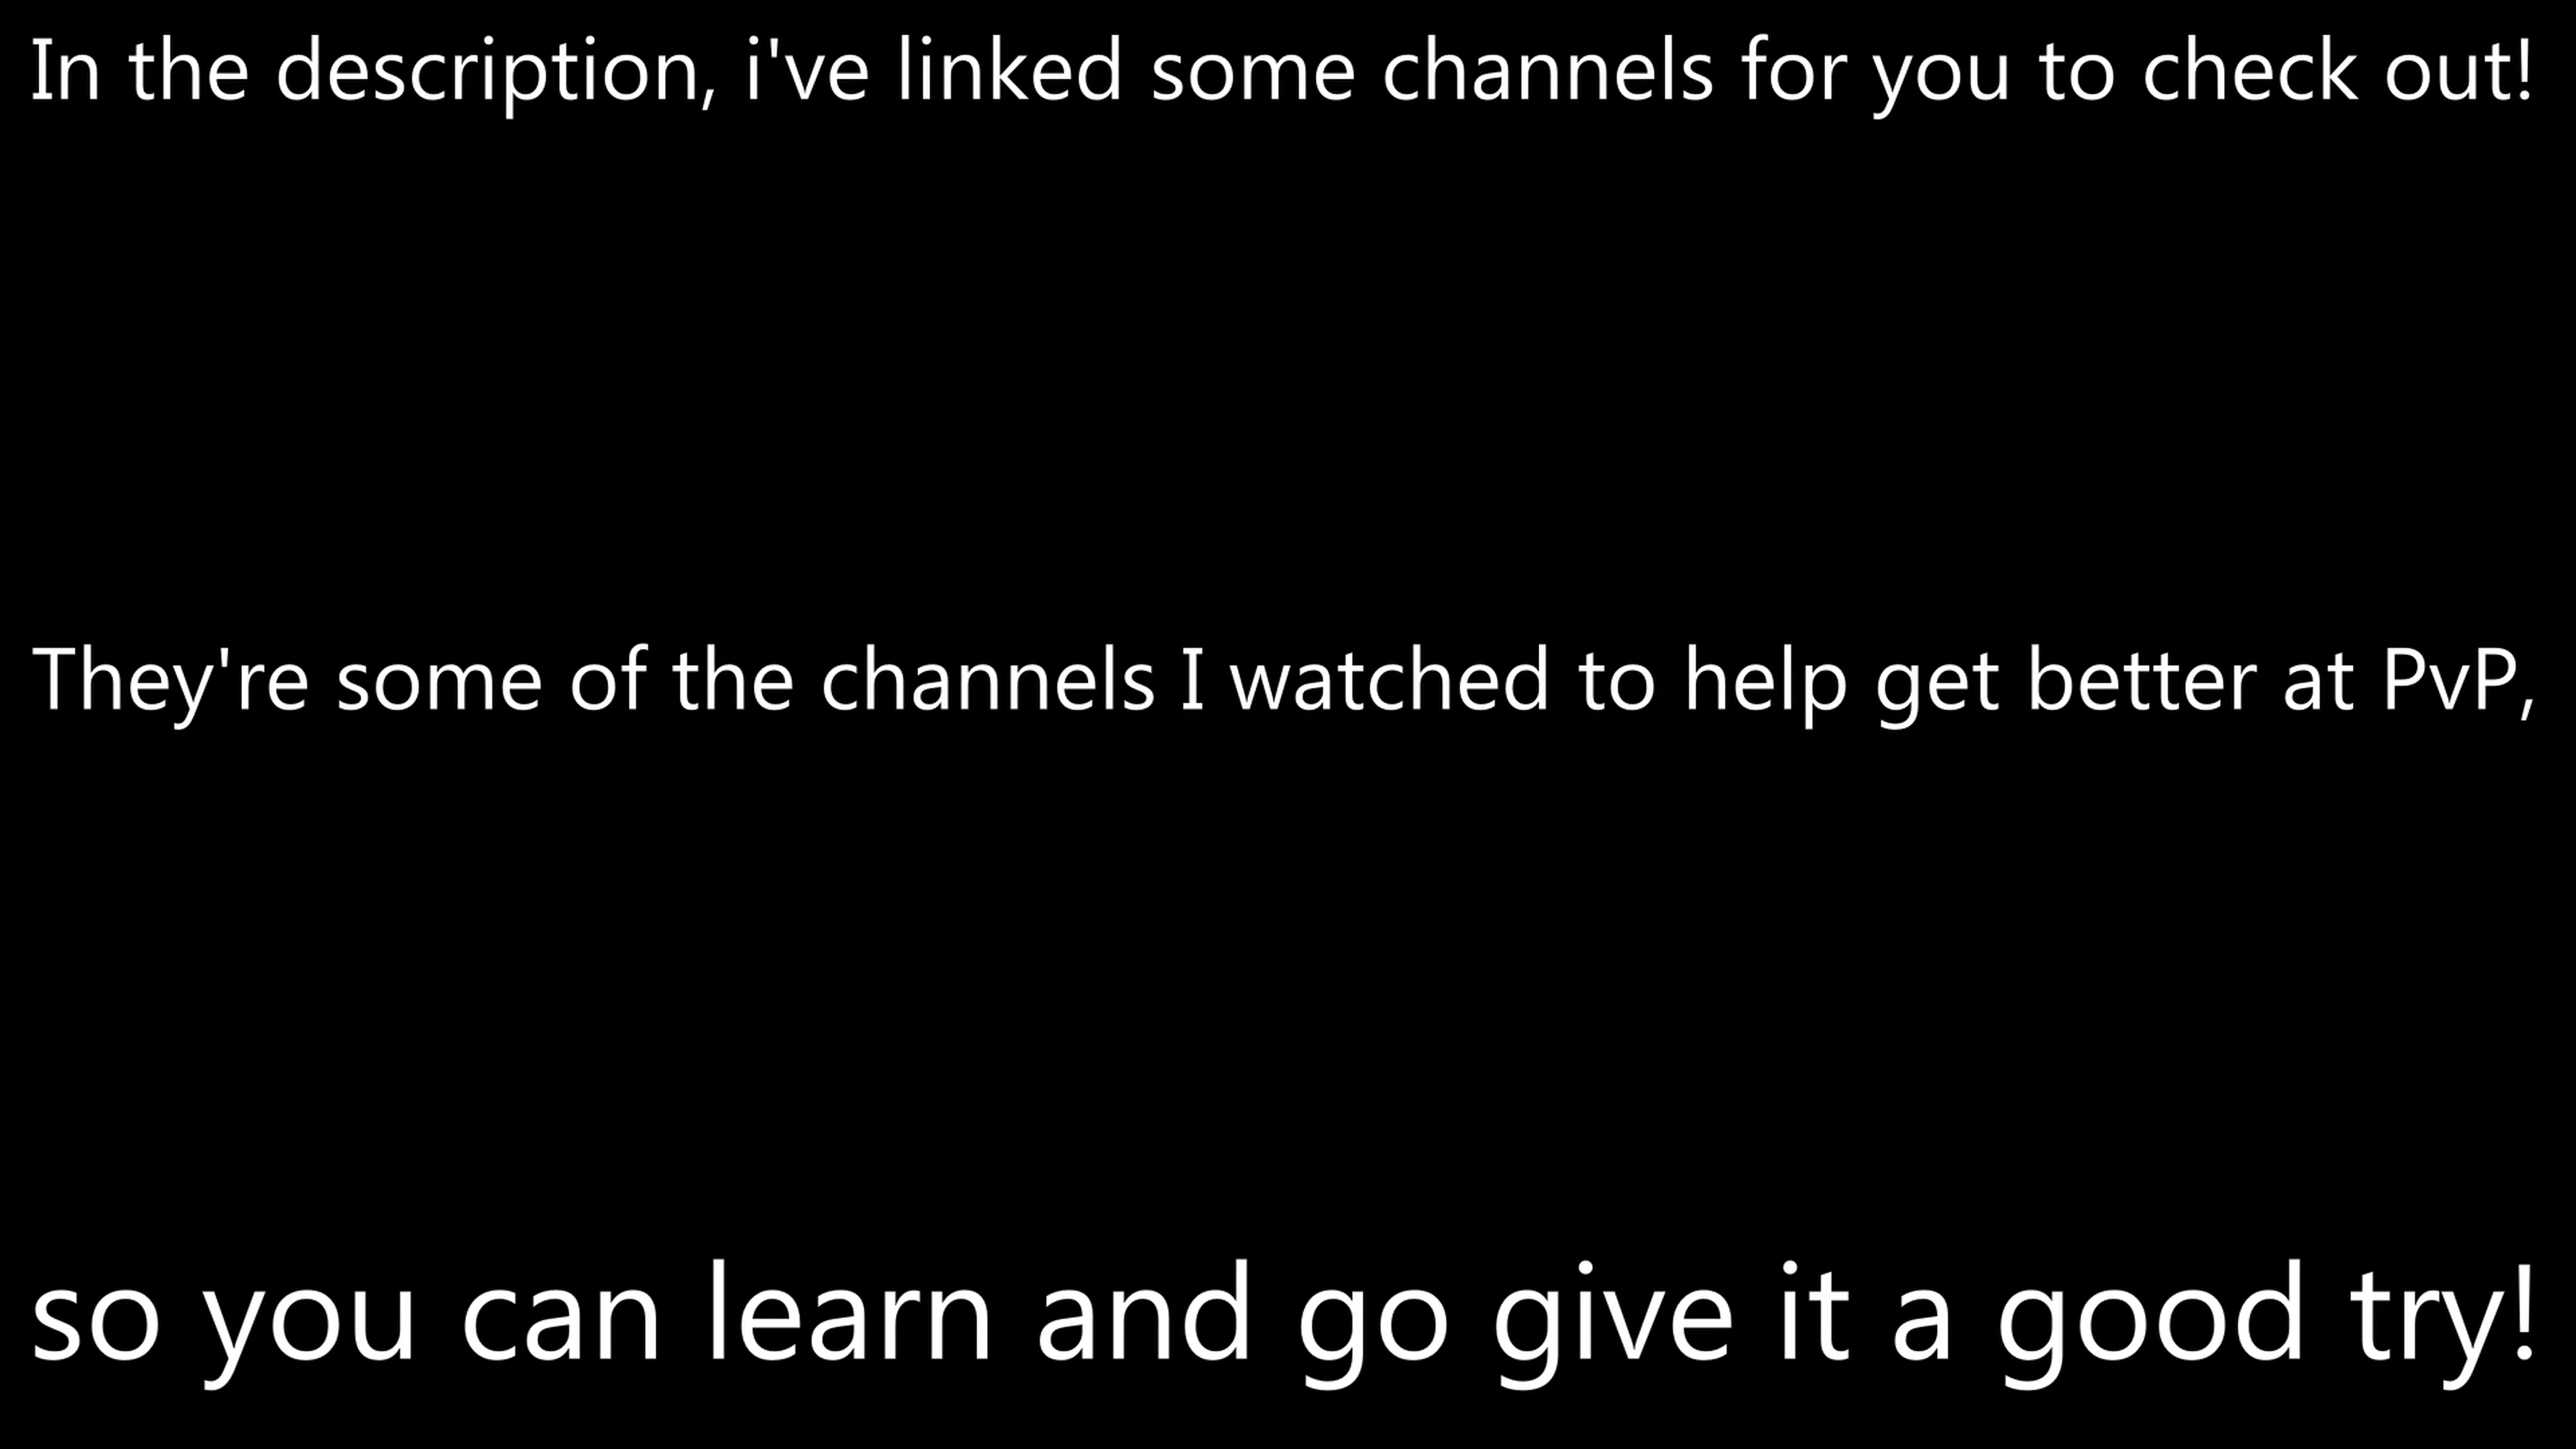 In the description, i've linked some channels for you to check out!
They're some of the channels I watched to help get better at PvP,
so you can learn and go give it a good try!